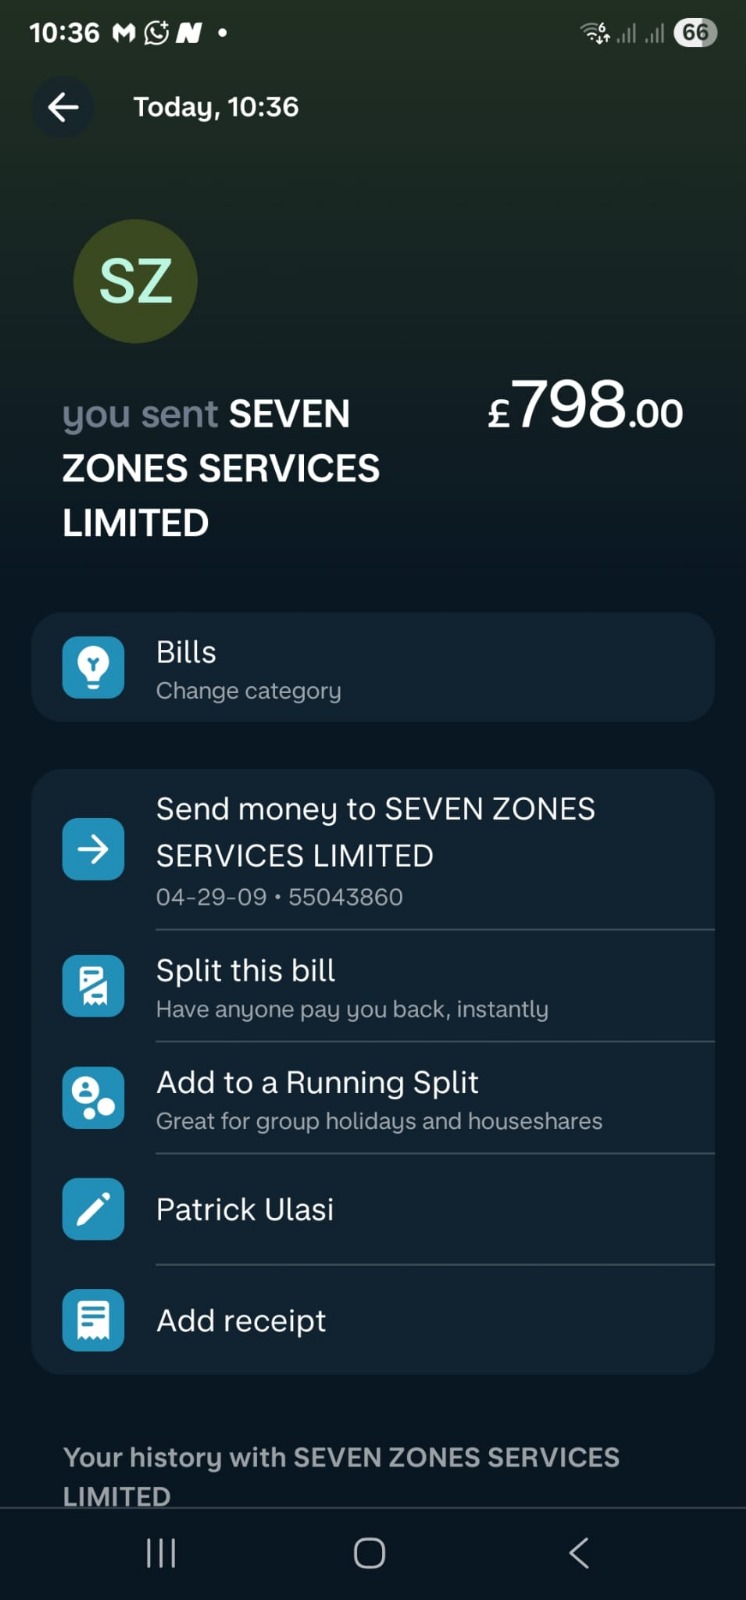 10:36
6 66
Today, 10:36
SZ
you sent SEVEN £798.00
ZONES SERVICES
LIMITED
Bills
Change category
Send money to SEVEN ZONES
SERVICES LIMITED
04-29-09 • 55043860
Split this bill
Have anyone pay you back, instantly
Add to a Running Split
Great for group holidays and houseshares
Patrick Ulasi
Add receipt
Your history with SEVEN ZONES SERVICES
LIMITED